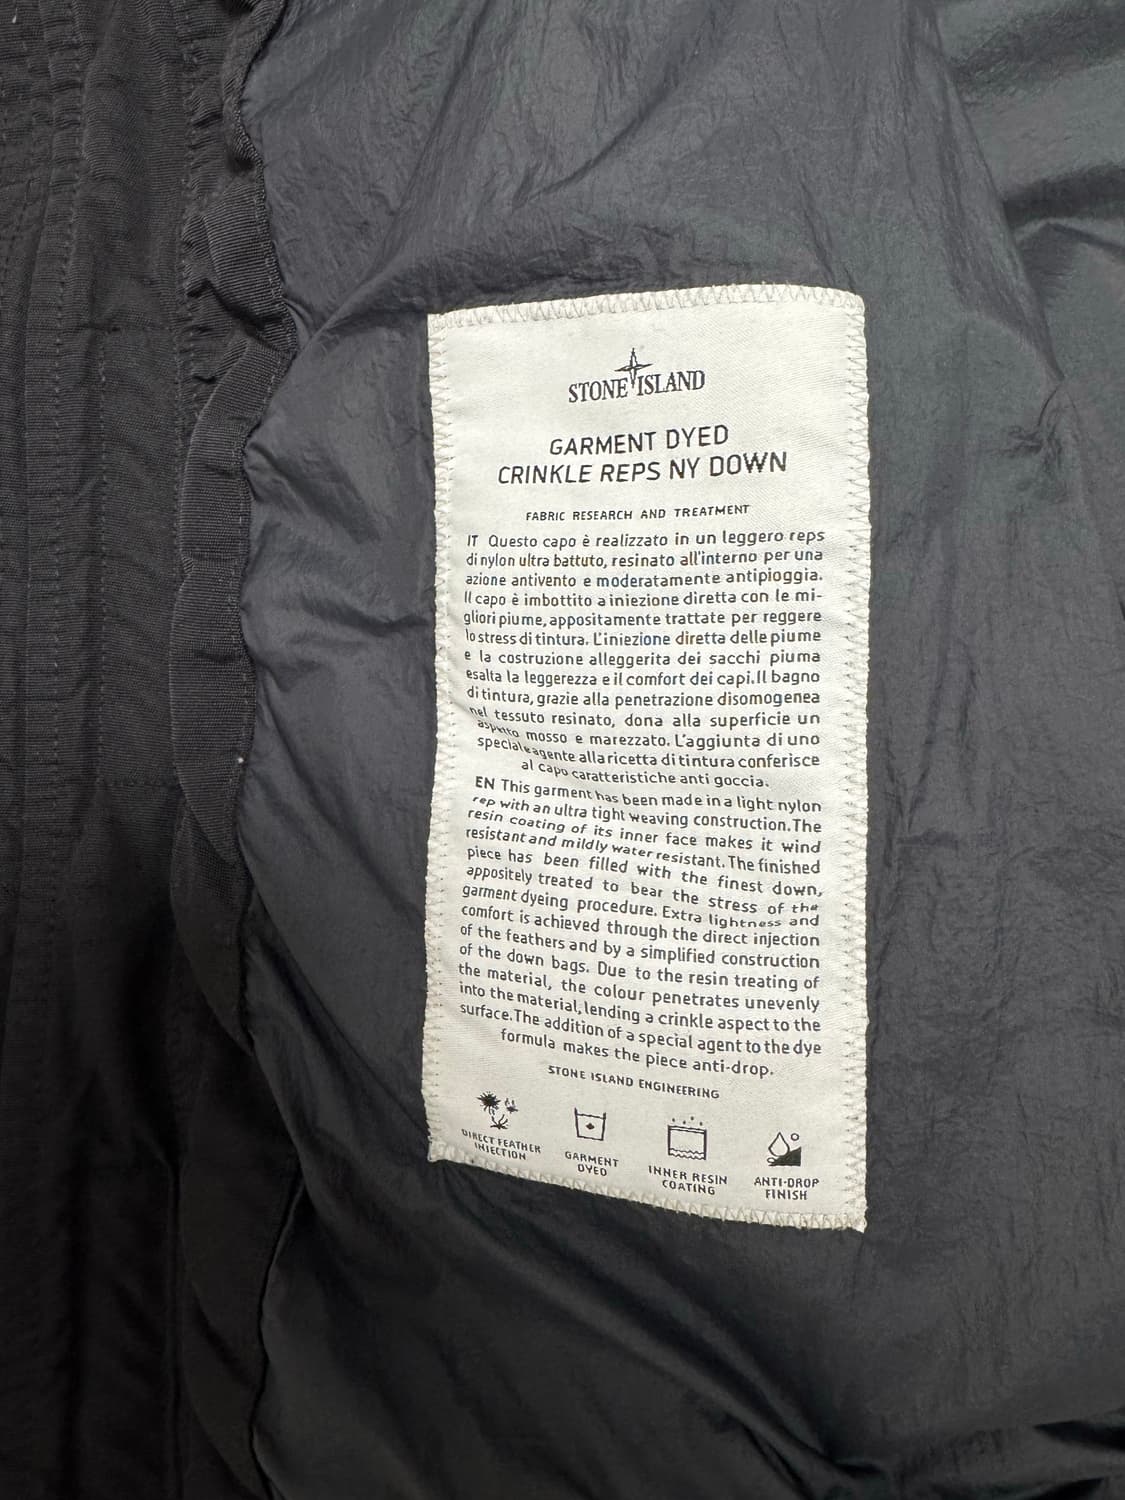 STONE ISLAND
GARMENT DYED
CRINKLE REPS NY DOWN
FABRIC RESEARCH AND TREATMENT
IT Questo capo è realizzato in un leggero reps
di nylon ultra battuto, resinato all'interno per una
azione antivento e moderatamente antipioggia.
Il capo è imbottito a iniezione diretta con le mi-
gliori piume, appositamente trattate per reggere
lo stress di tintura. L'iniezione diretta delle piume
e la costruzione alleggerita dei sacchi piuma
esalta la leggerezza e il comfort dei capi. Il bagno
di tintura, grazie alla penetrazione disomogenea
nel tessuto resinato, dona alla superficie un
aspetto mosso e marezzato. L'aggiunta di uno
speciale agente alla ricetta di tintura conferisce
al capo caratteristiche anti goccia.
EN This garment has been made in a light nylon
rep with an ultra tight weaving construction. The
resin coating of its inner face makes it wind
resistant and mildly water resistant. The finished
piece has been filled with the finest down,
appositely treated to bear the stress of the
garment dyeing procedure. Extra lightness and
comfort is achieved through the direct injection
of the feathers and by a simplified construction
of the down bags. Due to the resin treating of
the material, the colour penetrates unevenly
into the material, lending a crinkle aspect to the
surface. The addition of a special agent to the dye
formula makes the piece anti-drop.
STONE ISLAND ENGINEERING
DIRECT FEATHER
INJECTION
GARMENT
DYED
INNER RESIN
COATING
ANTI-DROP
FINISH